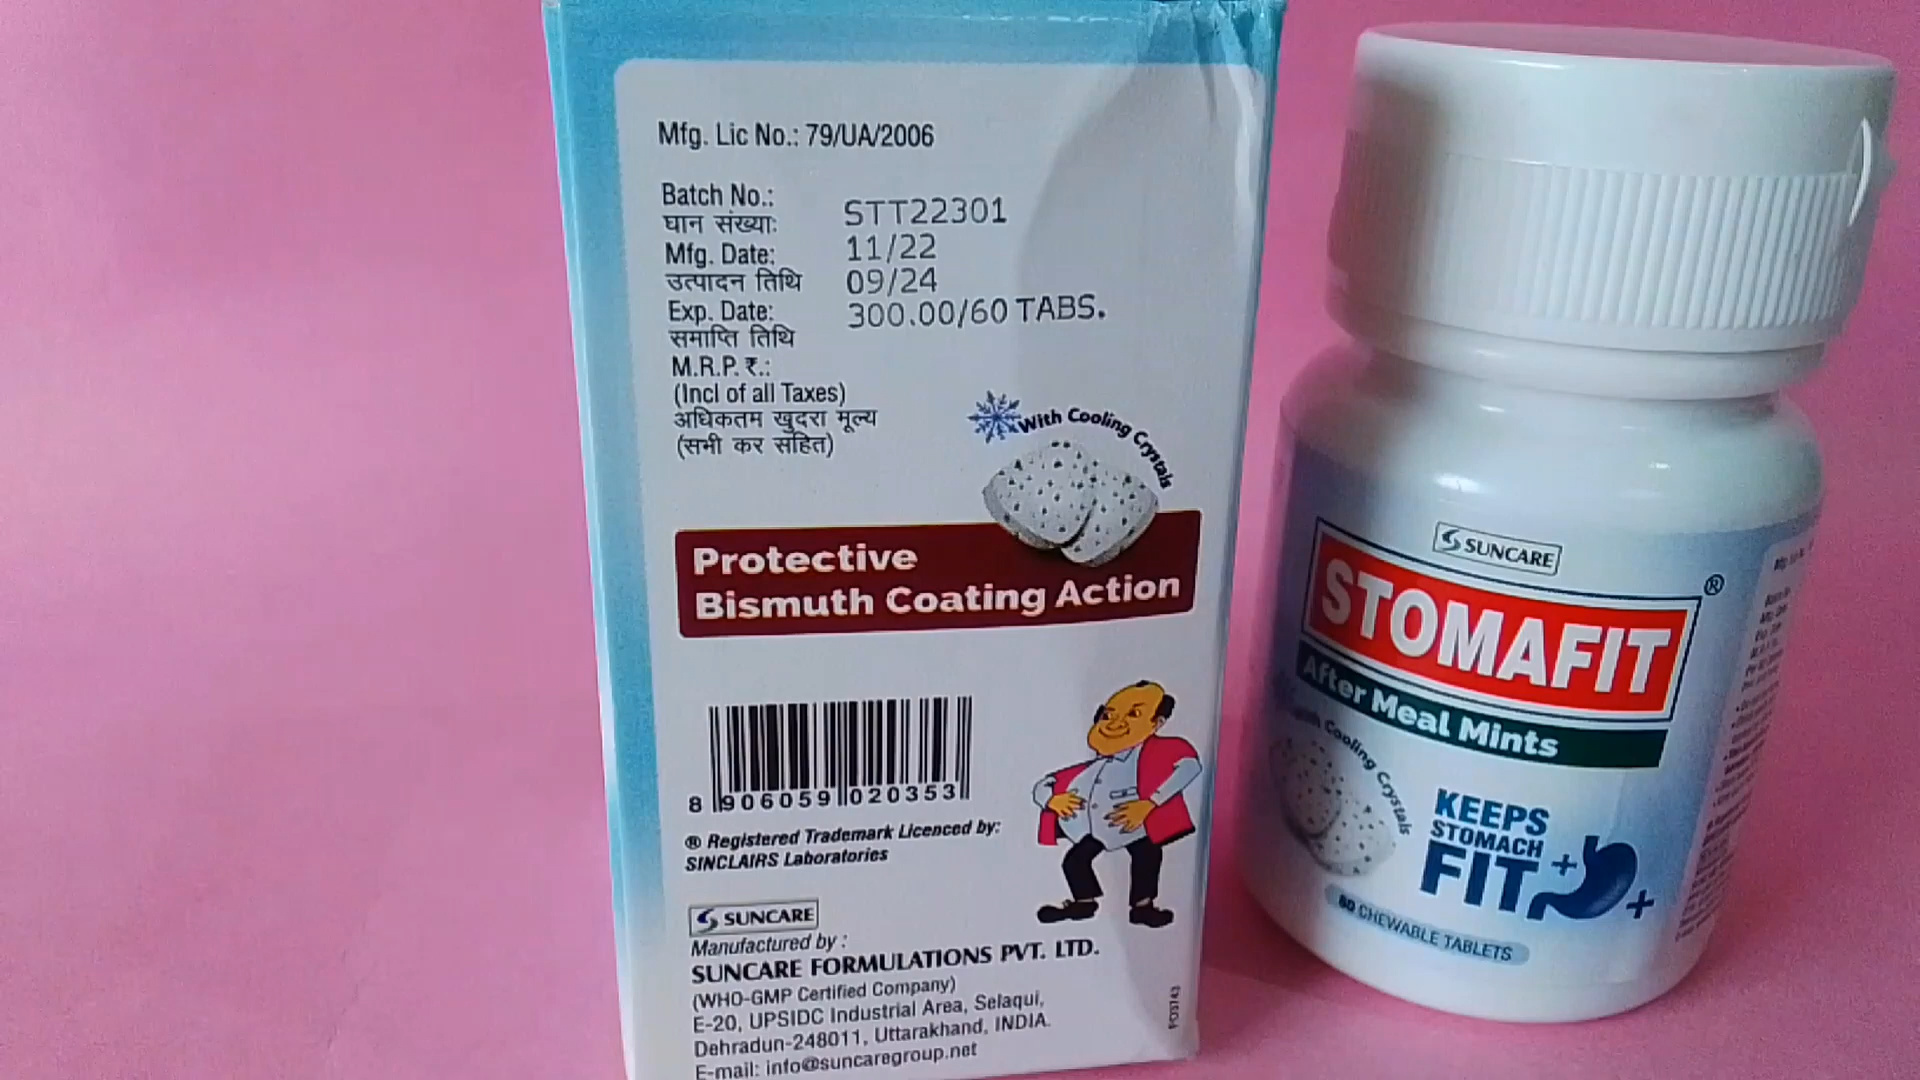 Mfg. Lic No.: 79/UA/2006
Batch No.:
घान संख्याः
Mfg. Date:
उत्पादन तिथि
Exp. Date:
समाप्ति तिथि
M.R.P. ₹.:
(Incl of all Taxes)
अधिकतम खुदरा मूल्य
(सभी कर सहित)
STT22301
11/22
09/24
300.00/60 TABS.
With Cooling Crystals
Protective
Bismuth Coating Action
8 906059 020353
® Registered Trademark Licenced by:
SINCLAIRS Laboratories
SUNCARE
Manufactured by :
SUNCARE FORMULATIONS PVT. LTD.
(WHO-GMP Certified Company)
E-20, UPSIDC Industrial Area, Selaqui,
Dehradun-248011, Uttarakhand, INDIA.
E-mail: info@suncaregroup.net
SUNCARE
STOMAFIT®
After Meal Mints
With Cooling Crystals
KEEPS
STOMACH
FIT
60 CHEWABLE TABLETS